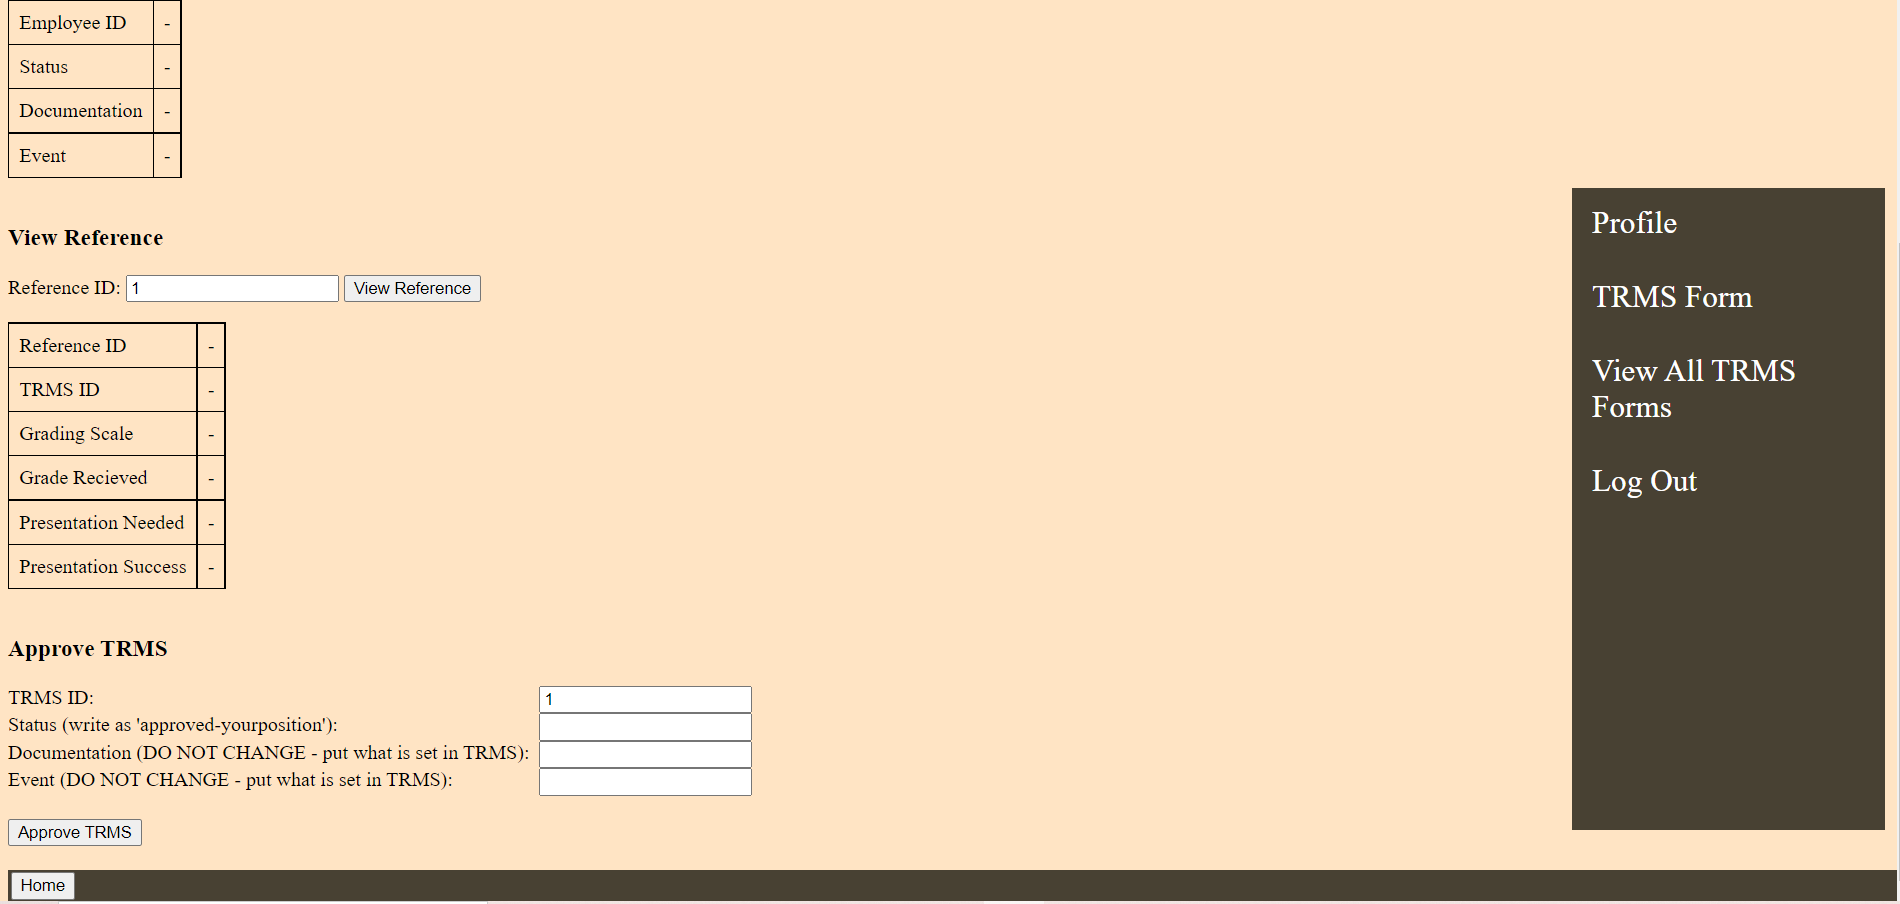 Employee ID -
Status -
Documentation -
Event -
View Reference
Reference ID: 1 View Reference
Reference ID -
TRMS ID -
Grading Scale -
Grade Recieved -
Presentation Needed -
Presentation Success -
Approve TRMS
TRMS ID: 1
Status (write as 'approved-yourposition'):
Documentation (DO NOT CHANGE - put what is set in TRMS):
Event (DO NOT CHANGE - put what is set in TRMS):
Approve TRMS
Home
Profile
TRMS Form
View All TRMS
Forms
Log Out